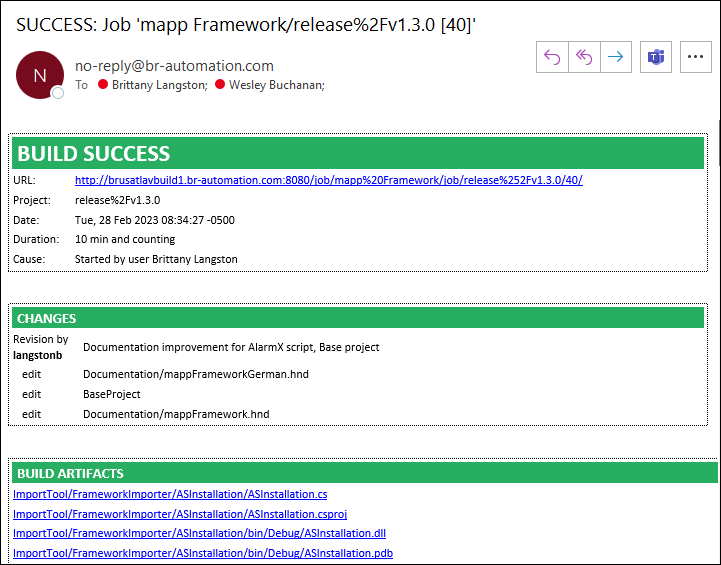 SUCCESS: Job 'mapp Framework/release%2Fv1.3.0 [40]'
N
no-reply@br-automation.com
To Brittany Langston; Wesley Buchanan;
BUILD SUCCESS
URL: http://brusatlavbuild1.br-automation.com:8080/job/mapp%20Framework/job/release%252Fv1.3.0/40/
Project: release%2Fv1.3.0
Date: Tue, 28 Feb 2023 08:34:27 -0500
Duration: 10 min and counting
Cause: Started by user Brittany Langston
CHANGES
Revision by
langstonb Documentation improvement for AlarmX script, Base project
edit Documentation/mappFrameworkGerman.hnd
edit BaseProject
edit Documentation/mappFramework.hnd
BUILD ARTIFACTS
ImportTool/FrameworkImporter/ASInstallation/ASInstallation.cs
ImportTool/FrameworkImporter/ASInstallation/ASInstallation.csproj
ImportTool/FrameworkImporter/ASInstallation/bin/Debug/ASInstallation.dll
ImportTool/FrameworkImporter/ASInstallation/bin/Debug/ASInstallation.pdb